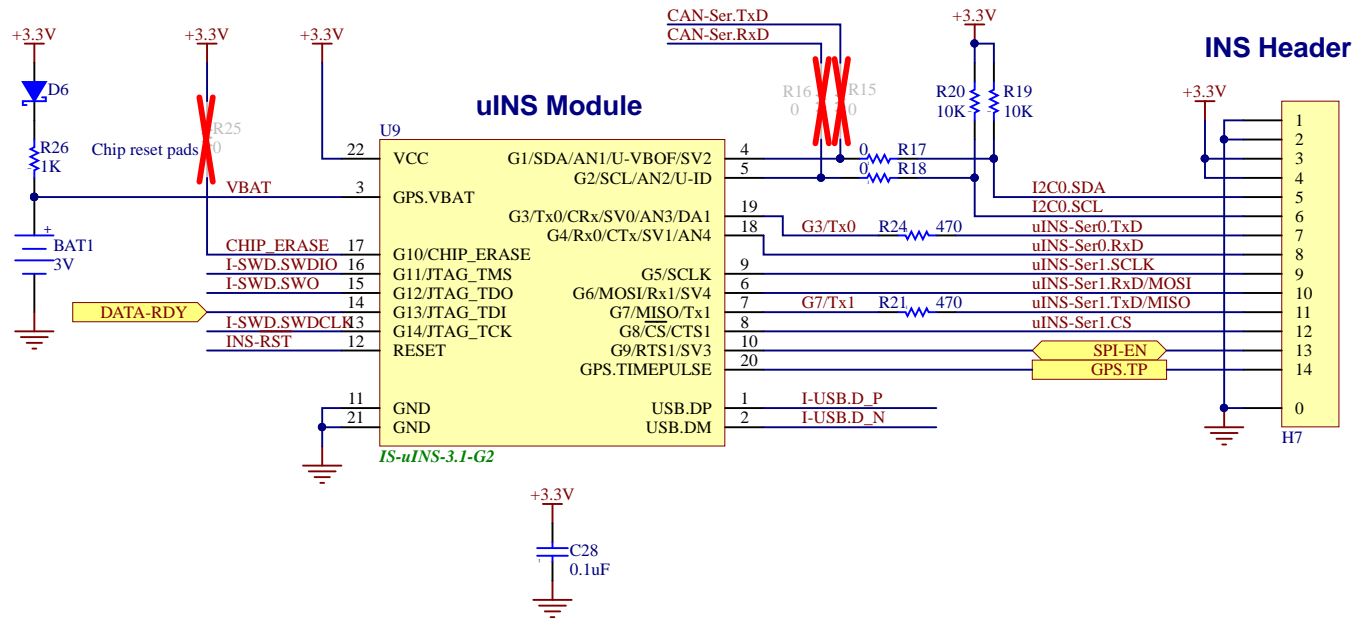 CAN-Ser.TxD
CAN-Ser.RxD
+3.3V
+3.3V
+3.3V
+3.3V
INS Header
D6
R26
1K
Chip reset pads
R25
0
uINS Module
R16
0
R15
0
R20
10K
R19
10K
+3.3V
U9
22 VCC
VBAT 3 GPS.VBAT
BAT1
3V
+
CHIP_ERASE 17 G10/CHIP_ERASE
I-SWD.SWDIO 16 G11/JTAG_TMS
I-SWD.SWO 15 G12/JTAG_TDO
DATA-RDY 14 G13/JTAG_TDI
I-SWD.SWDCLK 13 G14/JTAG_TCK
INS-RST 12 RESET
11 GND
21 GND
G1/SDA/AN1/U-VBOF/SV2 4 0 R17
G2/SCL/AN2/U-ID 5 0 R18
G3/Tx0/CRx/SV0/AN3/DA1 19 G3/Tx0 R24 470
G4/Rx0/CTx/SV1/AN4 18
G5/SCLK 9
G6/MOSI/Rx1/SV4 6
G7/MISO/Tx1 7 G7/Tx1 R21 470
G8/CS/CTS1 8
G9/RTS1/SV3 10
GPS.TIMEPULSE 20
USB.DP 1 I-USB.D_P
USB.DM 2 I-USB.D_N
IS-uINS-3.1-G2
1
2
3
4
I2C0.SDA 5
I2C0.SCL 6
uINS-Ser0.TxD 7
uINS-Ser0.RxD 8
uINS-Ser1.SCLK 9
uINS-Ser1.RxD/MOSI 10
uINS-Ser1.TxD/MISO 11
uINS-Ser1.CS 12
SPI-EN 13
GPS.TP 14
0
H7
+3.3V
C28
0.1uF